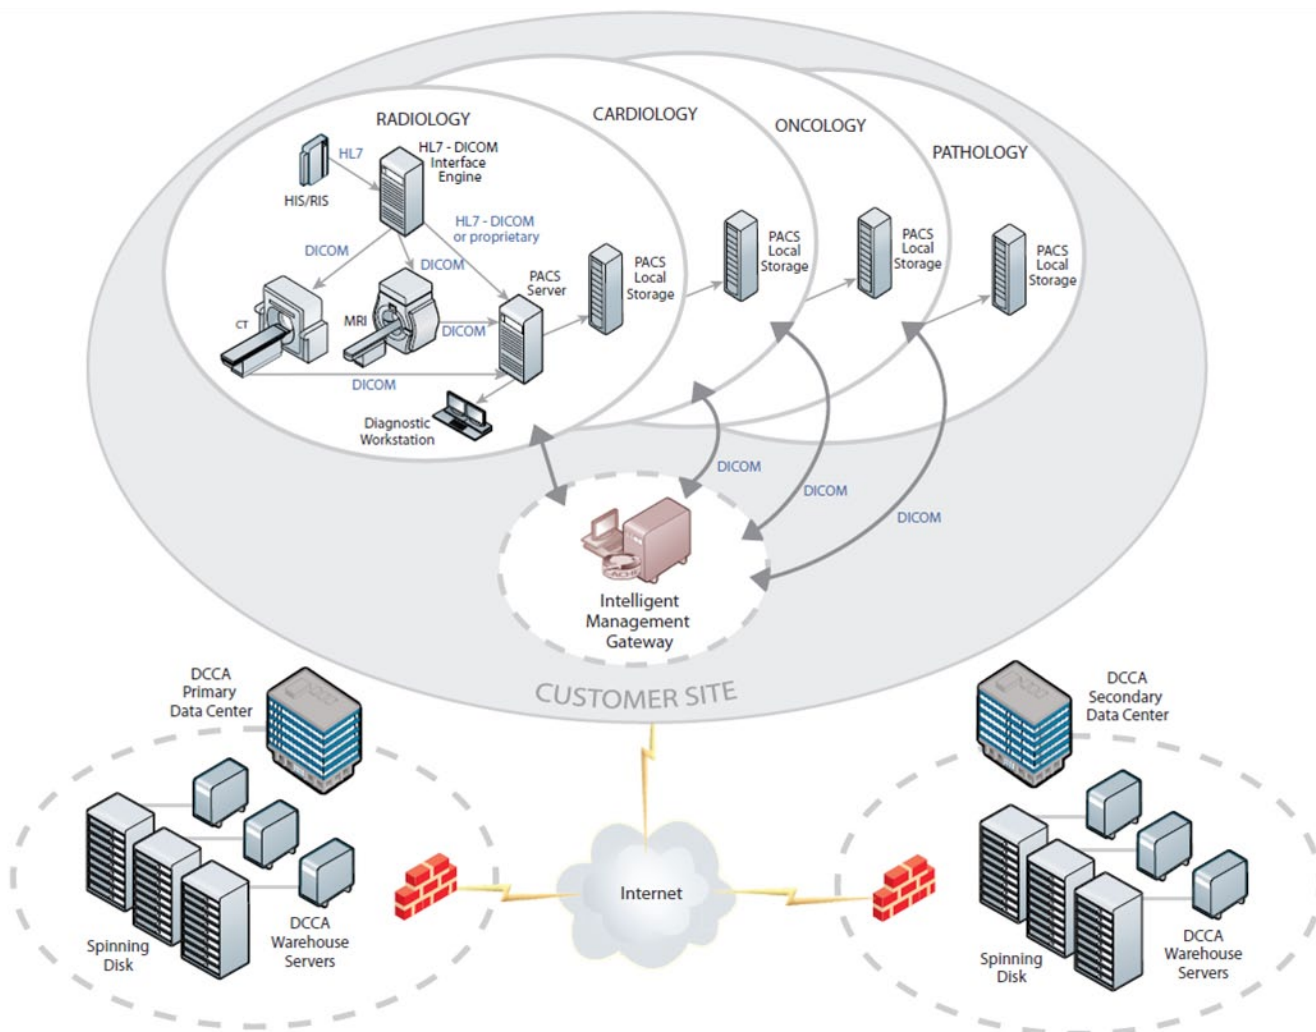 RADIOLOGY
CARDIOLOGY
ONCOLOGY
PATHOLOGY
HL7
HL7 - DICOM
Interface
Engine
HIS/RIS
HL7 - DICOM
or proprietary
DICOM
DICOM
PACS
Server
PACS
Local
Storage
PACS
Local
Storage
PACS
Local
Storage
PACS
Local
Storage
CT
MRI
DICOM
DICOM
Diagnostic
Workstation
DICOM
DICOM
DICOM
CACHE
Intelligent
Management
Gateway
CUSTOMER SITE
DCCA
Primary
Data Center
DCCA
Secondary
Data Center
Internet
Spinning
Disk
DCCA
Warehouse
Servers
Spinning
Disk
DCCA
Warehouse
Servers